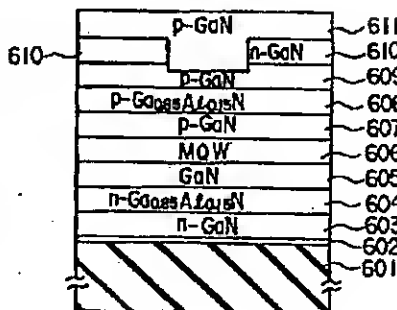 p-GaN 611
610 n-GaN 610
p-GaN 609
p-Ga0.85Al0.15N 608
p-GaN 607
MQW 606
GaN 605
n-Ga0.85Al0.15N 604
n-GaN 603
602
601